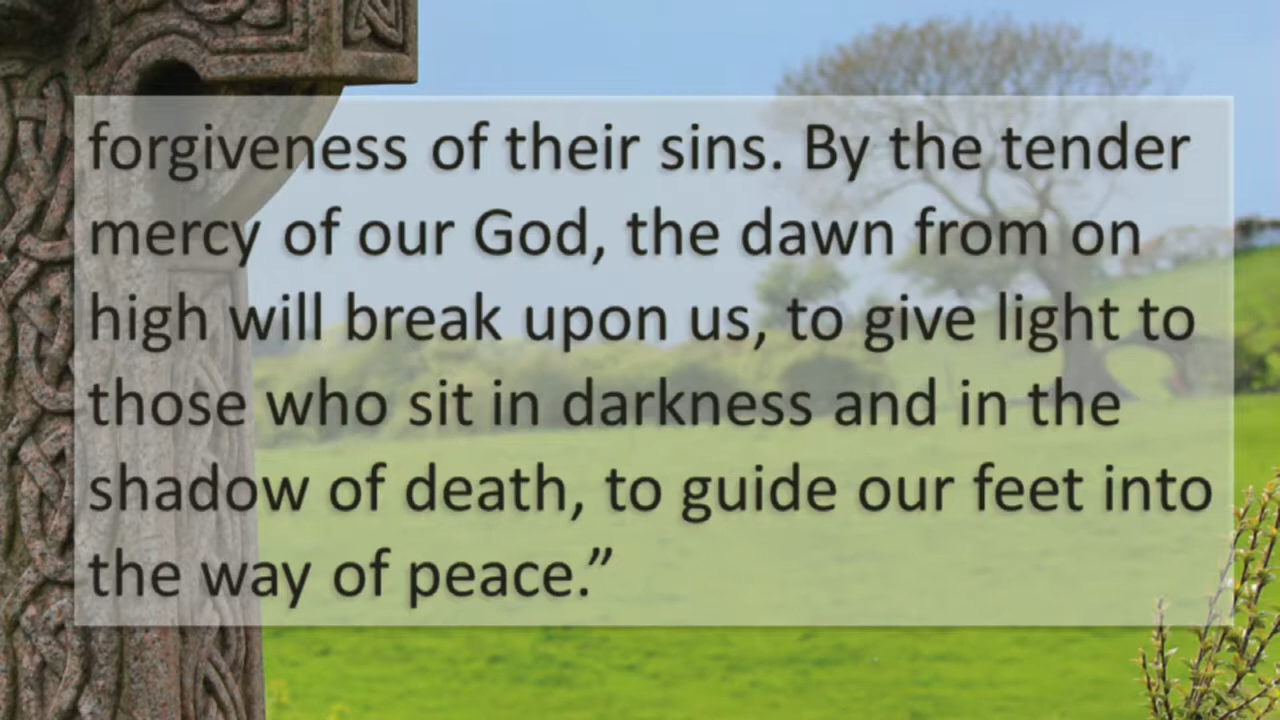 forgiveness of their sins. By the tender
mercy of our God, the dawn from on
high will break upon us, to give light to
those who sit in darkness and in the
shadow of death, to guide our feet into
the way of peace.”